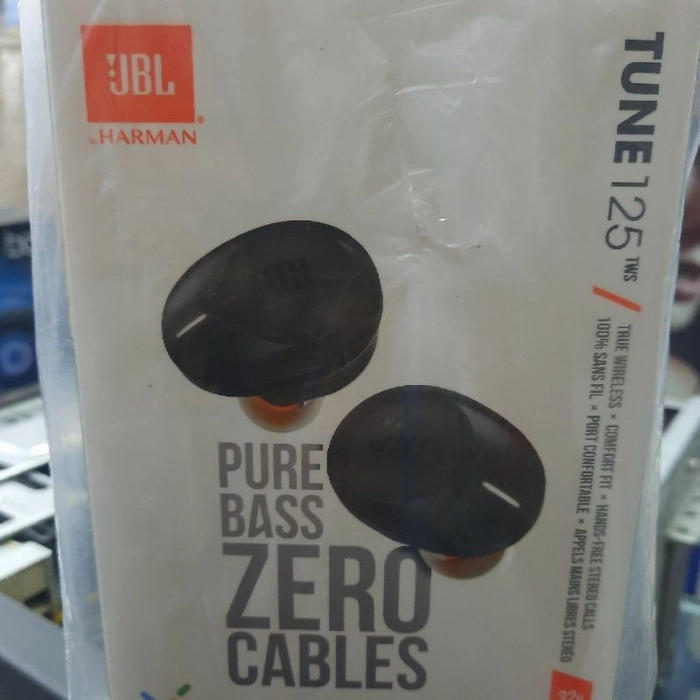 JBL
by HARMAN
TUNE 125 TWS
TRUE WIRELESS × COMFORT FIT × HANDS-FREE STEREO CALLS
100% SANS FIL × PORT CONFORTABLE × APPELS MAINS LIBRES STÉRÉO
PURE
BASS
ZERO
CABLES